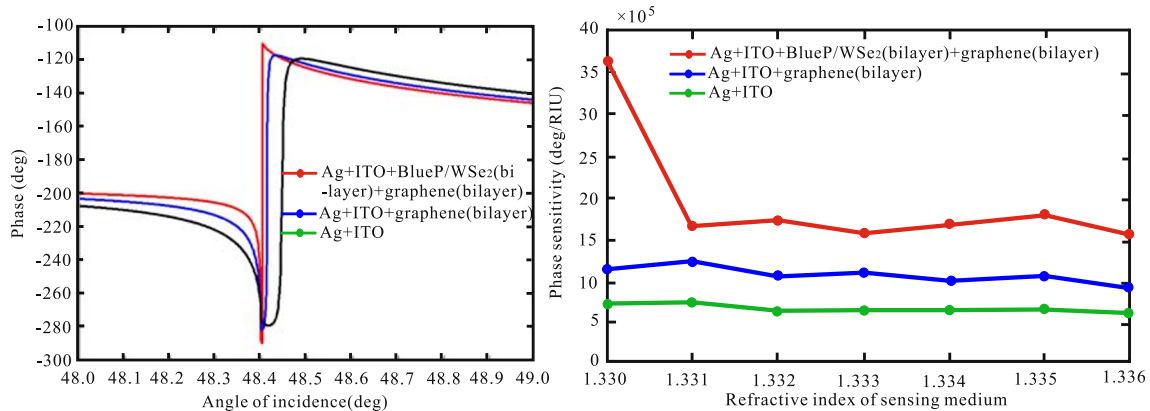 -100
-120
-140
-160
-180
-200
-220
-240
-260
-280
-300
Phase (deg)
Ag+ITO+BlueP/WSe₂(bi
-layer)+graphene(bilayer)
Ag+ITO+graphene(bilayer)
Ag+ITO
48.0 48.1 48.2 48.3 48.4 48.5 48.6 48.7 48.8 48.9 49.0
Angle of incidence(deg)
×10⁵
40
35
30
25
20
15
10
5
0
Phase sensitivity (deg/RIU)
Ag+ITO+BlueP/WSe₂(bilayer)+graphene(bilayer)
Ag+ITO+graphene(bilayer)
Ag+ITO
1.330 1.331 1.332 1.333 1.334 1.335 1.336
Refractive index of sensing medium